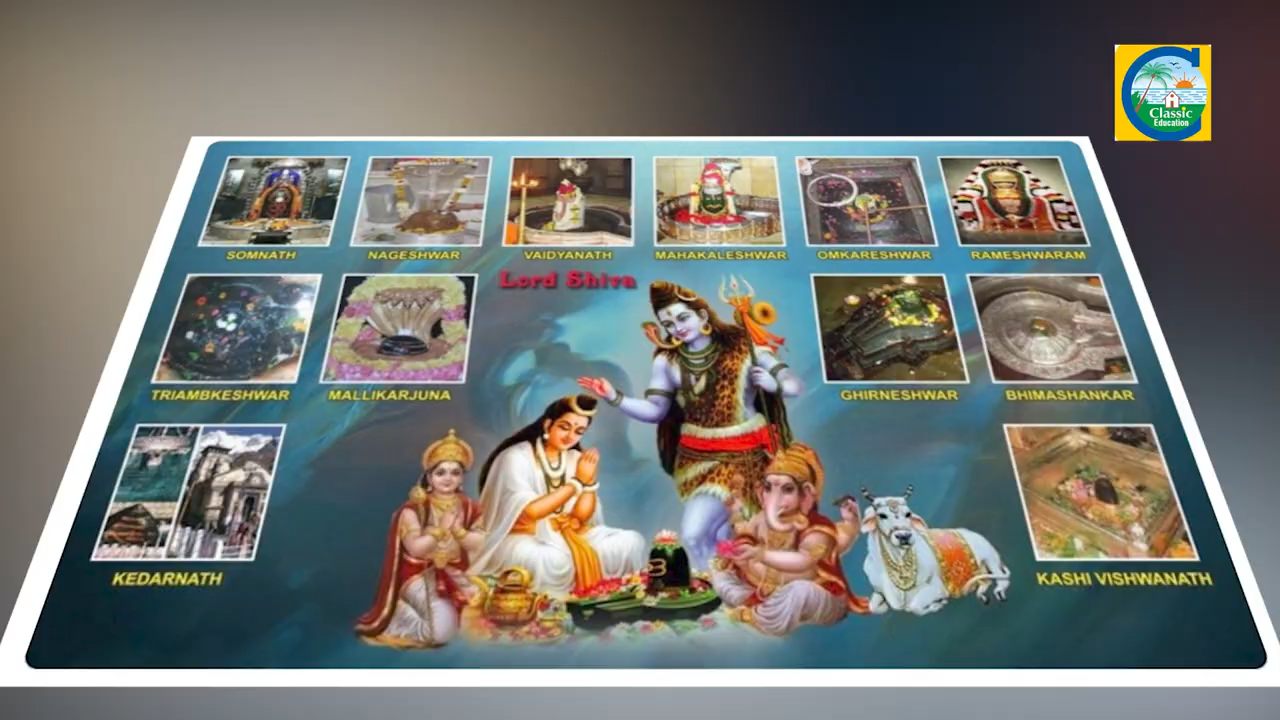 Classic
Education
SOMNATH
NAGESHWAR
VAIDYANATH
MAHAKALESHWAR
OMKARESHWAR
RAMESHWARAM
Lord Shiva
TRIAMBKESHWAR
MALLIKARJUNA
GHIRNESHWAR
BHIMASHANKAR
KEDARNATH
KASHI VISHWANATH